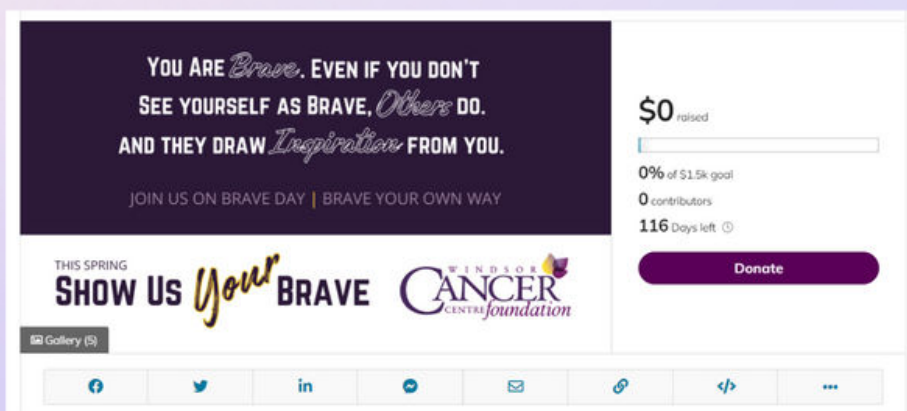 YOU ARE Brave. EVEN IF YOU DON'T
SEE YOURSELF AS BRAVE, Others DO.
AND THEY DRAW Inspiration FROM YOU.
JOIN US ON BRAVE DAY | BRAVE YOUR OWN WAY
THIS SPRING
SHOW US Your BRAVE
WINDSOR
CANCER
CENTRE foundation
Gallery (5)
$0 raised
0% of $1.5k goal
0 contributors
116 Days left
Donate